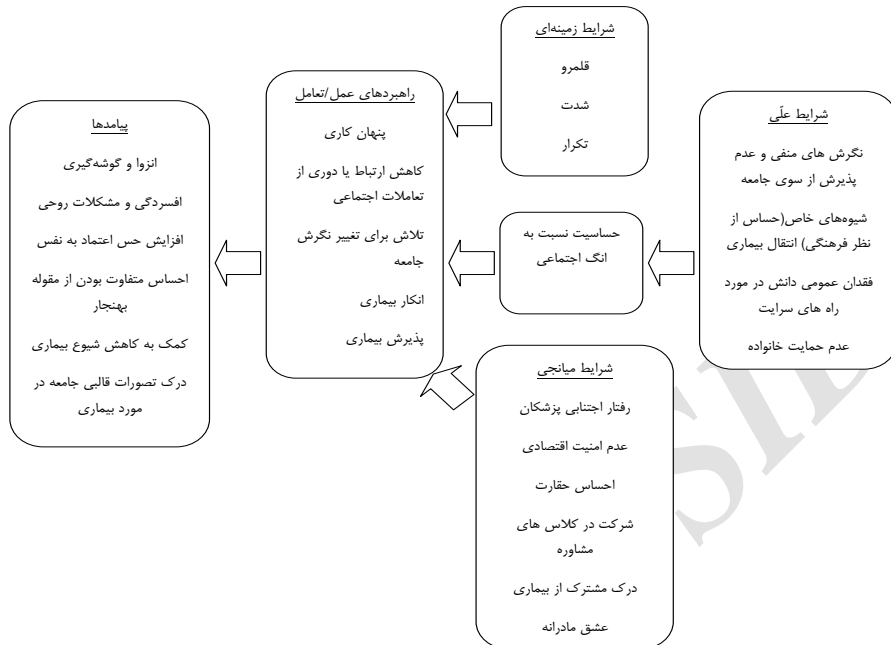 شرایط زمینه‌ای
قلمرو
شدت
تکرار
شرایط علّی
نگرش های منفی و عدم
پذیرش از سوی جامعه
شیوه‌های خاص(حساس از
نظر فرهنگی) انتقال بیماری
فقدان عمومی دانش در مورد
راه های سرایت
عدم حمایت خانواده
حساسیت نسبت به
انگ اجتماعی
شرایط میانجی
رفتار اجتنابی پزشکان
عدم امنیت اقتصادی
احساس حقارت
شرکت در کلاس های
مشاوره
درک مشترک از بیماری
عشق مادرانه
راهبردهای عمل/تعامل
پنهان کاری
کاهش ارتباط یا دوری از
تعاملات اجتماعی
تلاش برای تغییر نگرش
جامعه
انکار بیماری
پذیرش بیماری
پیامدها
انزوا و گوشه‌گیری
افسردگی و مشکلات روحی
افزایش حس اعتماد به نفس
احساس متفاوت بودن از مقوله
بهنجار
کمک به کاهش شیوع بیماری
درک تصورات قالبی جامعه در
مورد بیماری